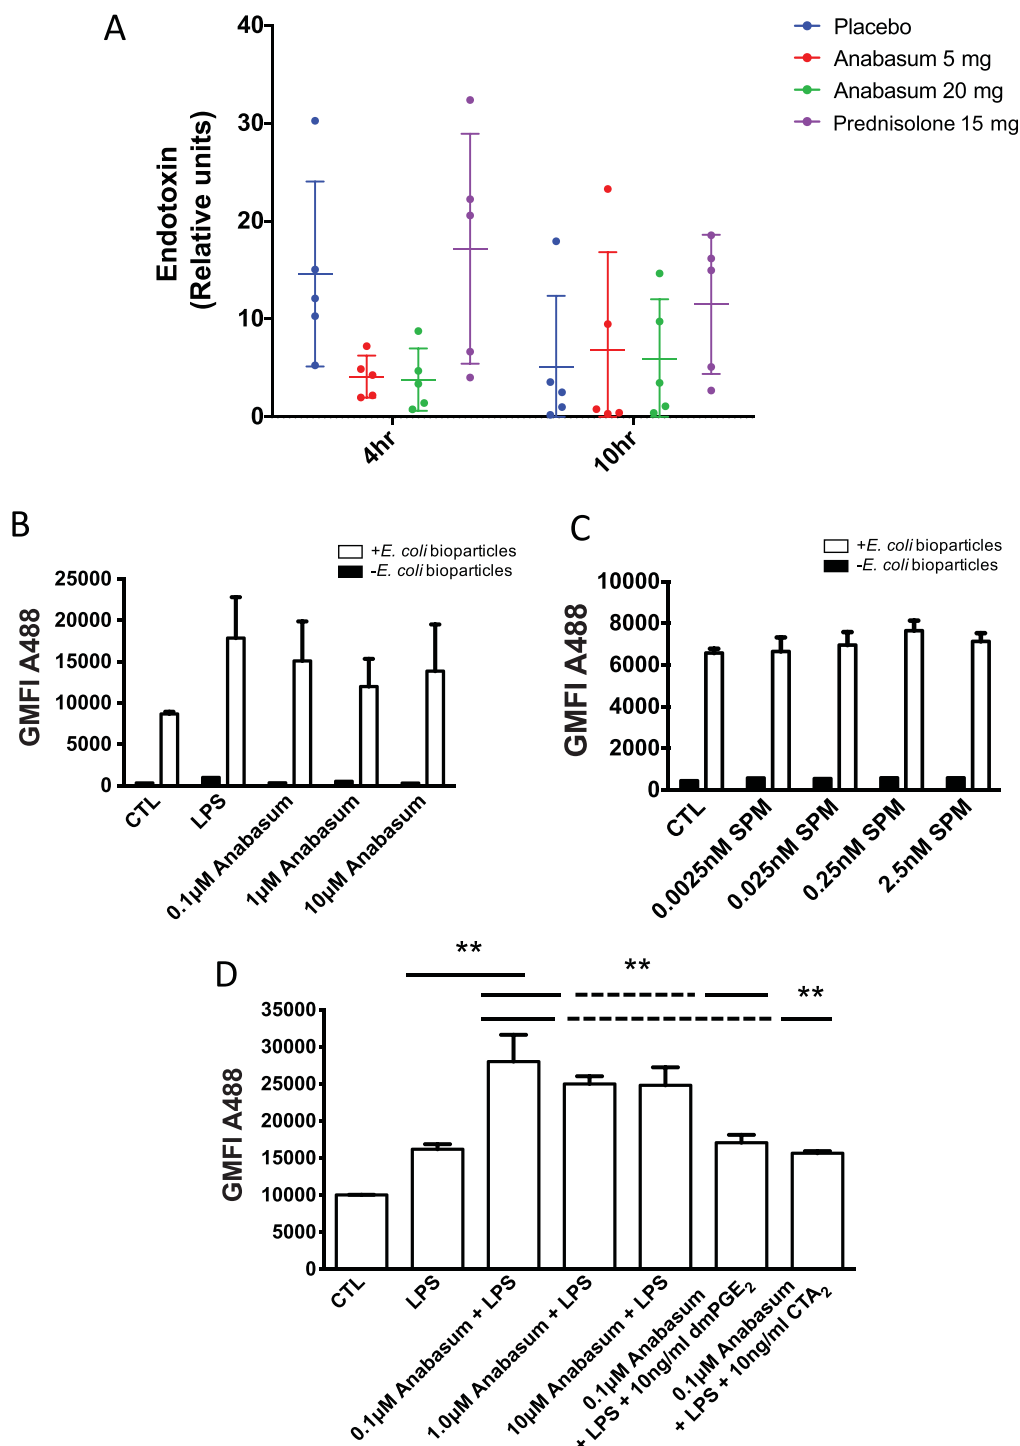 A
Endotoxin
(Relative units)
40
30
20
10
0
4hr
10hr
Placebo
Anabasum 5 mg
Anabasum 20 mg
Prednisolone 15 mg
B
+E. coli bioparticles
-E. coli bioparticles
GMFI A488
25000
20000
15000
10000
5000
0
CTL
LPS
0.1µM Anabasum
1µM Anabasum
10µM Anabasum
C
+E. coli bioparticles
-E. coli bioparticles
GMFI A488
10000
8000
6000
4000
2000
0
CTL
0.0025nM SPM
0.025nM SPM
0.25nM SPM
2.5nM SPM
D
**
**
**
GMFI A488
35000
30000
25000
20000
15000
10000
5000
0
CTL
LPS
0.1µM Anabasum + LPS
1.0µM Anabasum + LPS
10µM Anabasum + LPS
0.1µM Anabasum
+ LPS + 10ng/ml dmPGE₂
0.1µM Anabasum
+ LPS + 10ng/ml CTA₂